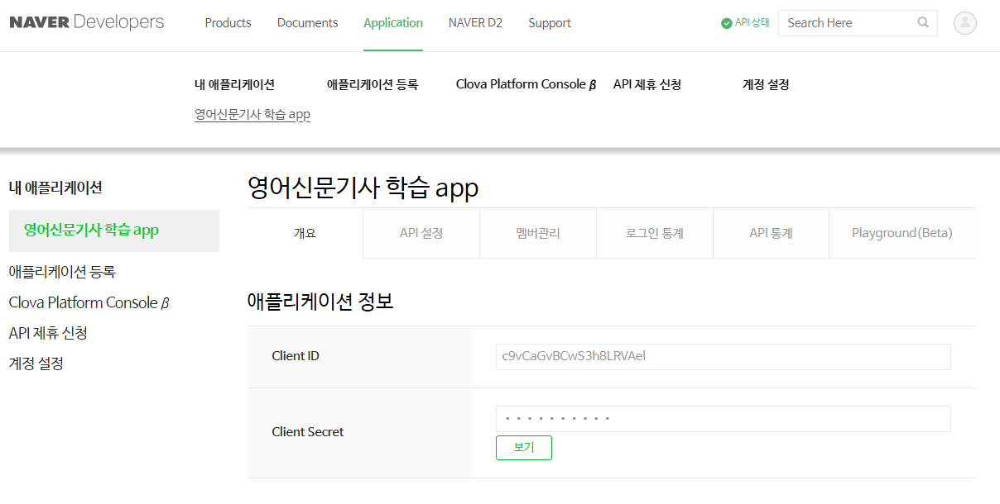 NAVER Developers Products Documents Application NAVER D2 Support API 상태 Search Here
내 애플리케이션 애플리케이션 등록 Clova Platform Console β API 제휴 신청 계정 설정
영어신문기사 학습 app
내 애플리케이션
영어신문기사 학습 app
애플리케이션 등록
Clova Platform Console β
API 제휴 신청
계정 설정
영어신문기사 학습 app
개요 API 설정 멤버관리 로그인 통계 API 통계 Playground(Beta)
애플리케이션 정보
Client ID c9vCaGvBCwS3h8LRVAel
Client Secret
보기